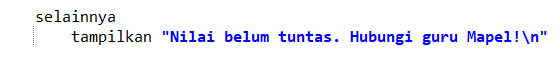 selainnya
tampilkan "Nilai belum tuntas. Hubungi guru Mapel!\n"